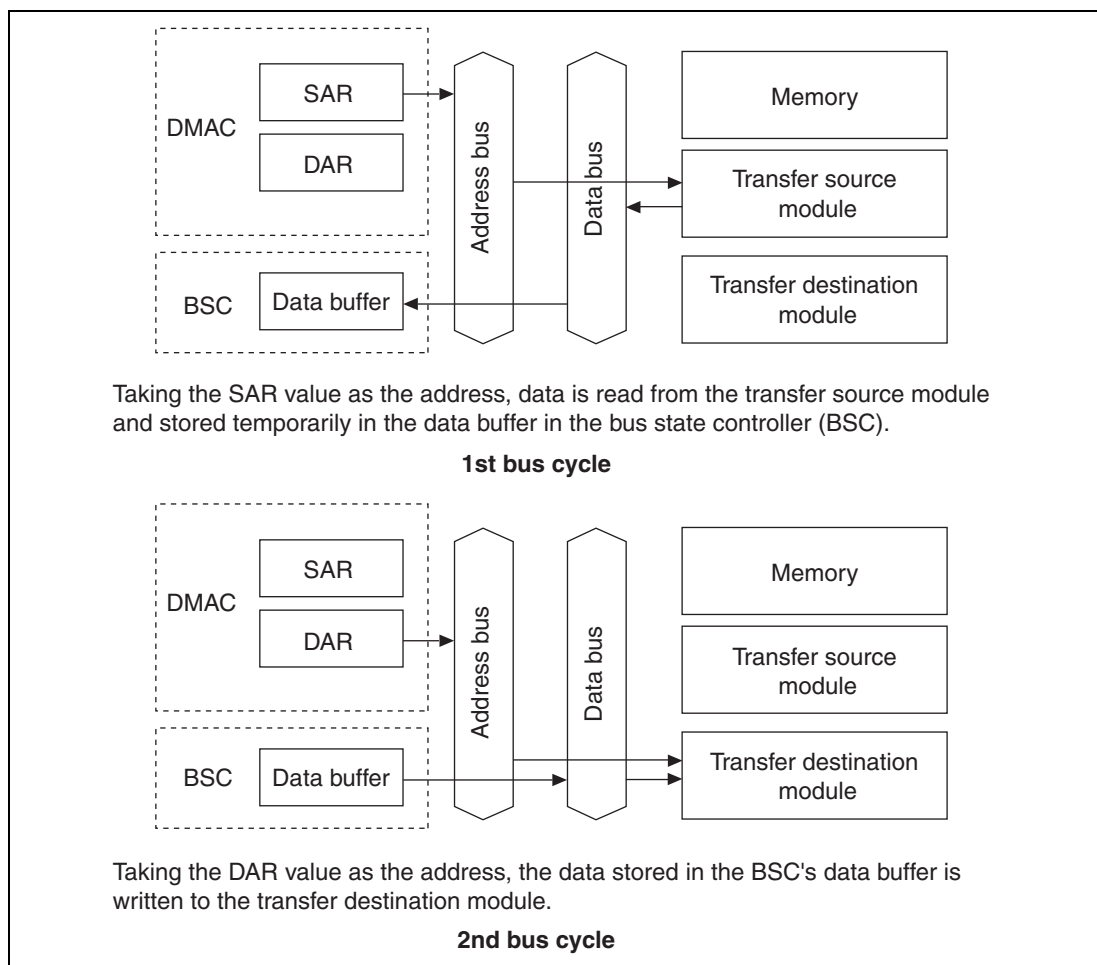 SAR
DMAC
DAR
BSC
Data buffer
Address bus
Data bus
Memory
Transfer source
module
Transfer destination
module
Taking the SAR value as the address, data is read from the transfer source module
and stored temporarily in the data buffer in the bus state controller (BSC).
1st bus cycle
SAR
DMAC
DAR
BSC
Data buffer
Address bus
Data bus
Memory
Transfer source
module
Transfer destination
module
Taking the DAR value as the address, the data stored in the BSC's data buffer is
written to the transfer destination module.
2nd bus cycle